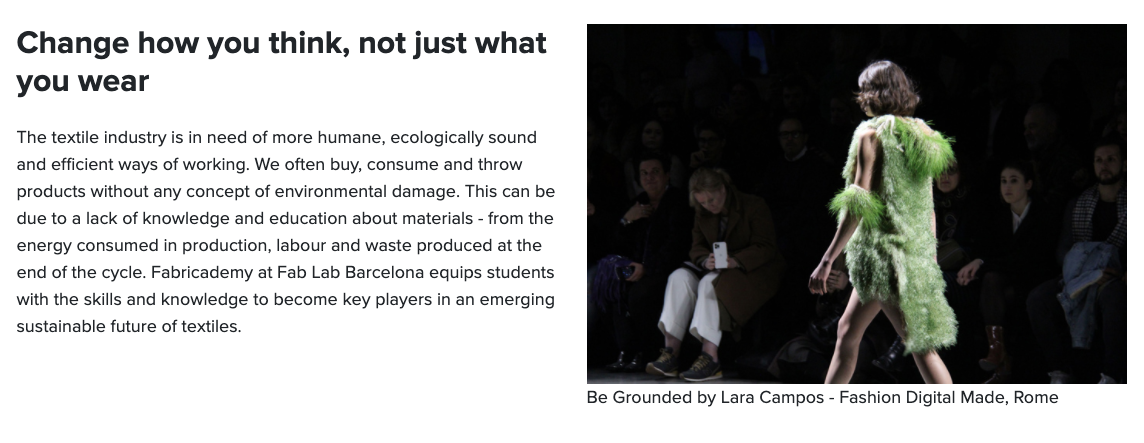 Change how you think, not just what
you wear
The textile industry is in need of more humane, ecologically sound
and efficient ways of working. We often buy, consume and throw
products without any concept of environmental damage. This can be
due to a lack of knowledge and education about materials - from the
energy consumed in production, labour and waste produced at the
end of the cycle. Fabricademy at Fab Lab Barcelona equips students
with the skills and knowledge to become key players in an emerging
sustainable future of textiles.
Be Grounded by Lara Campos - Fashion Digital Made, Rome